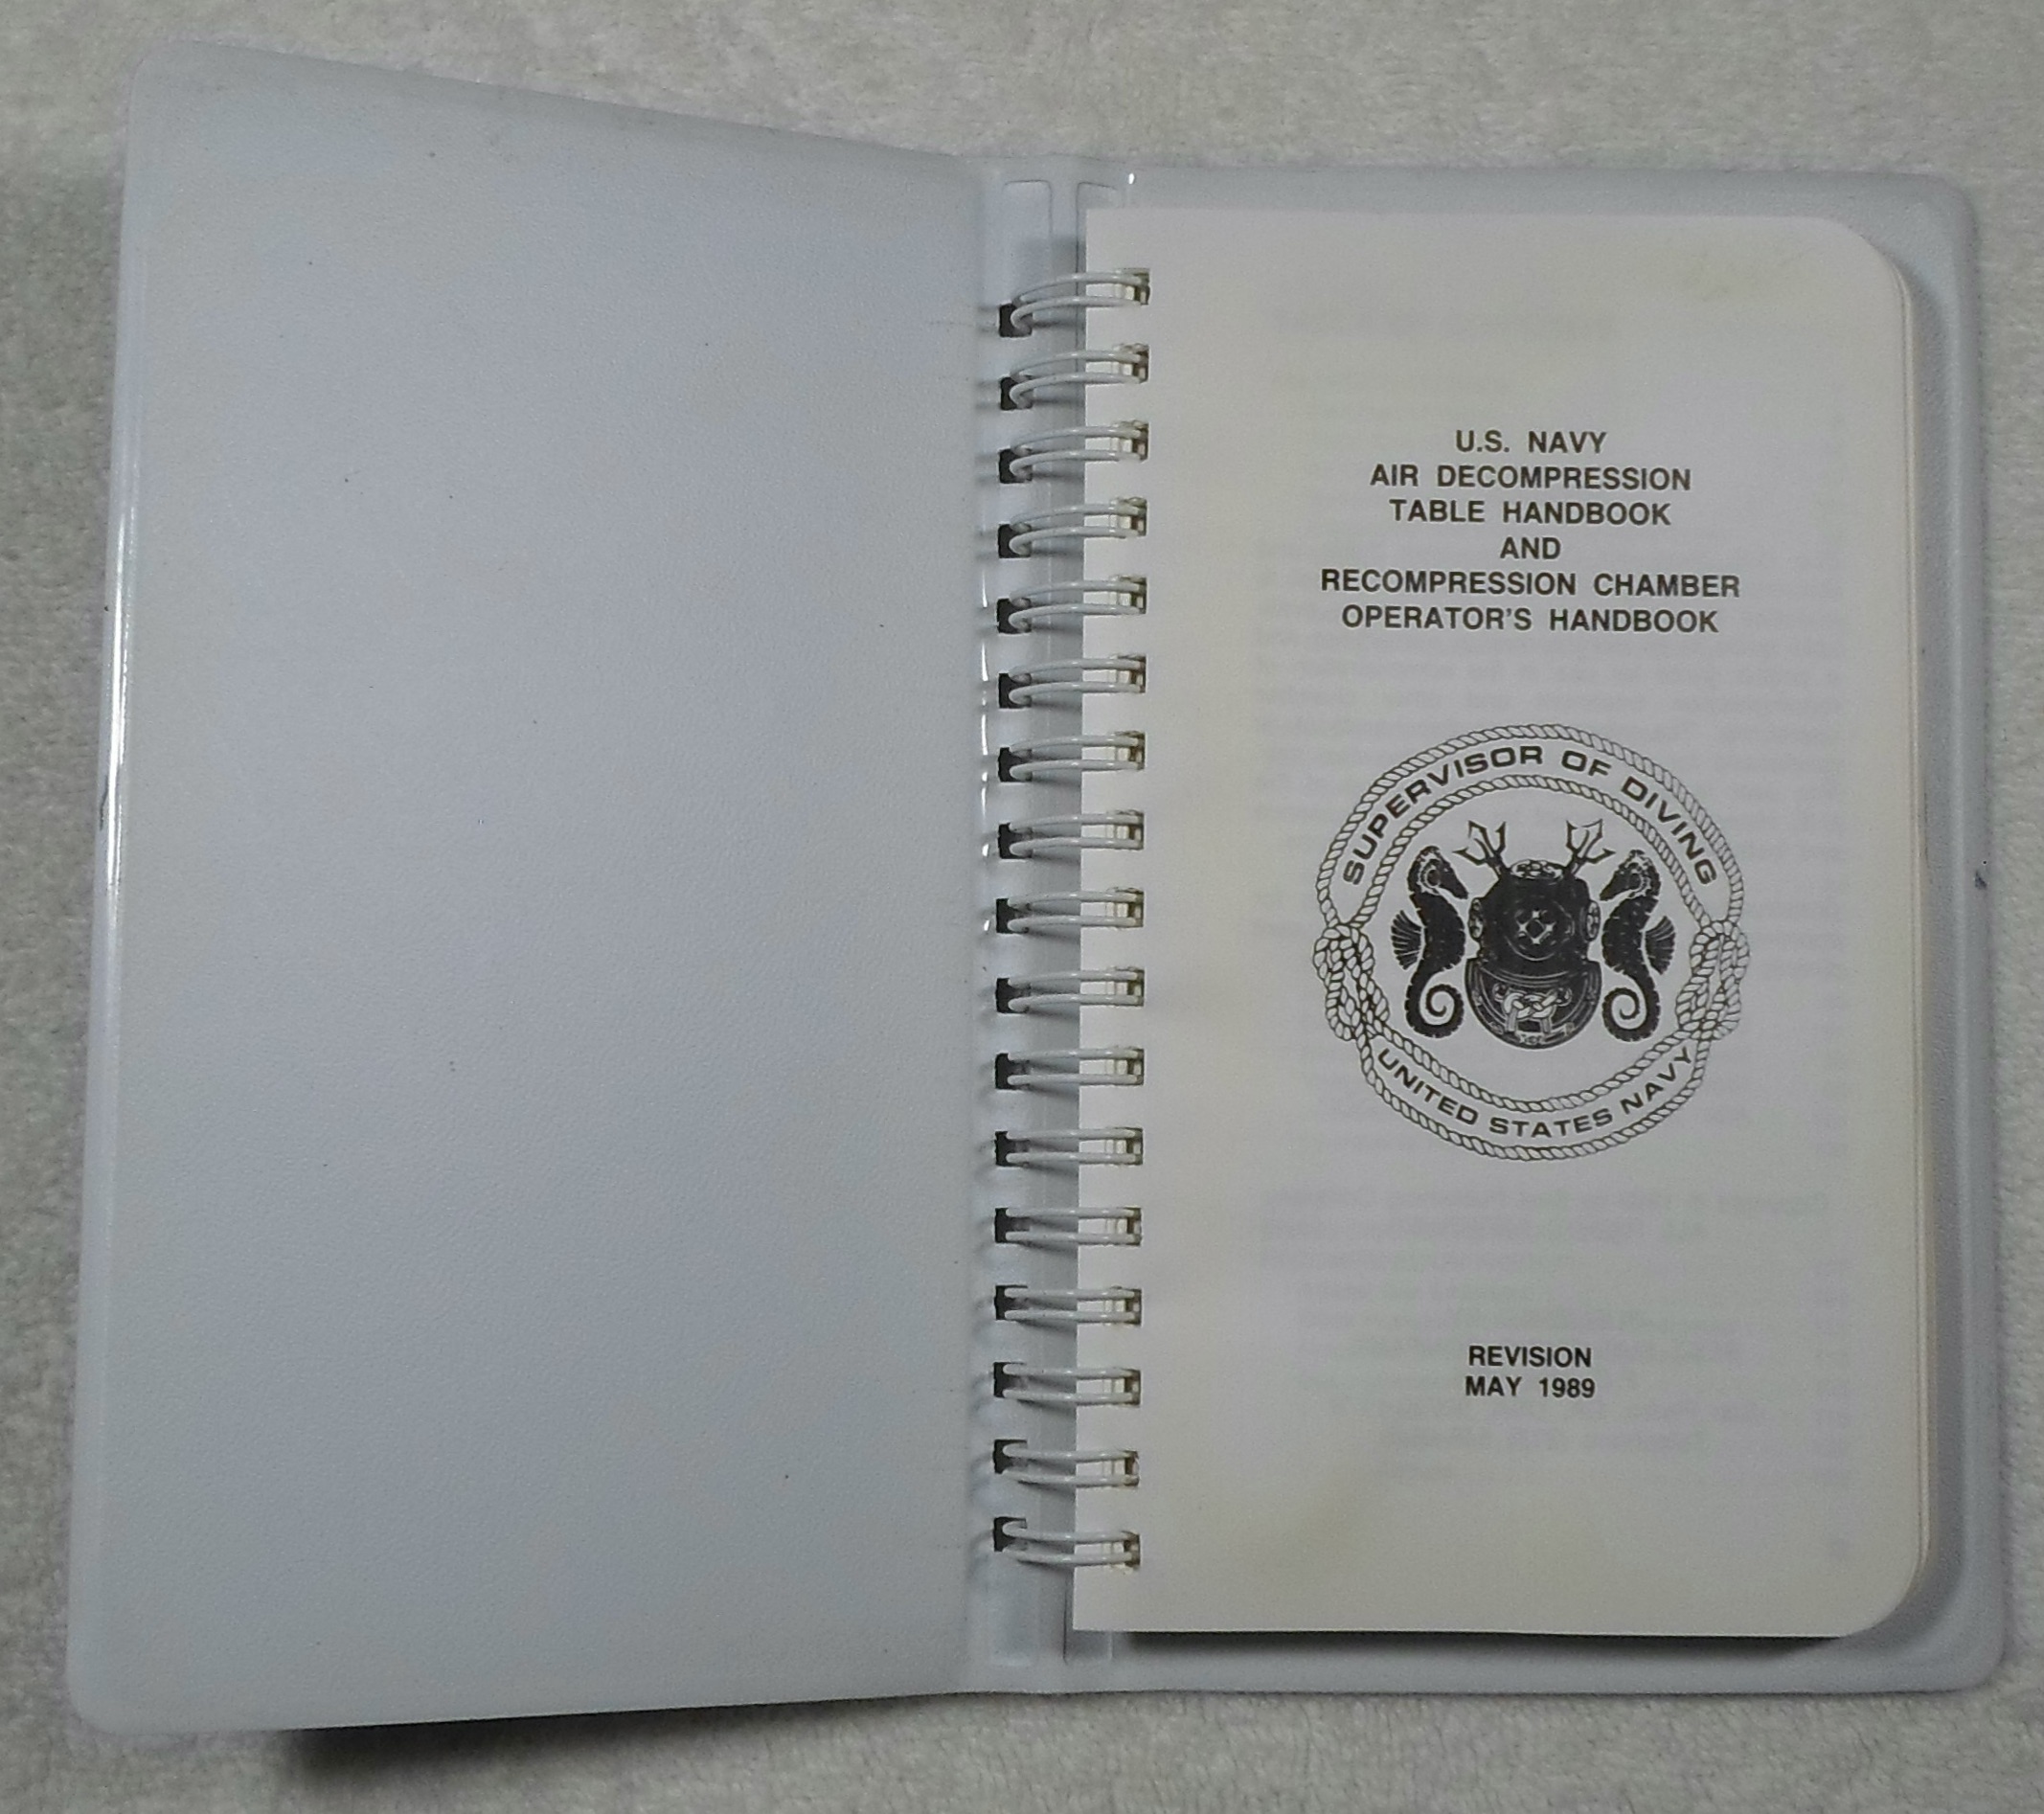 U.S. NAVY
AIR DECOMPRESSION
TABLE HANDBOOK
AND
RECOMPRESSION CHAMBER
OPERATOR'S HANDBOOK
SUPERVISOR OF DIVING
UNITED STATES NAVY
REVISION
MAY 1989